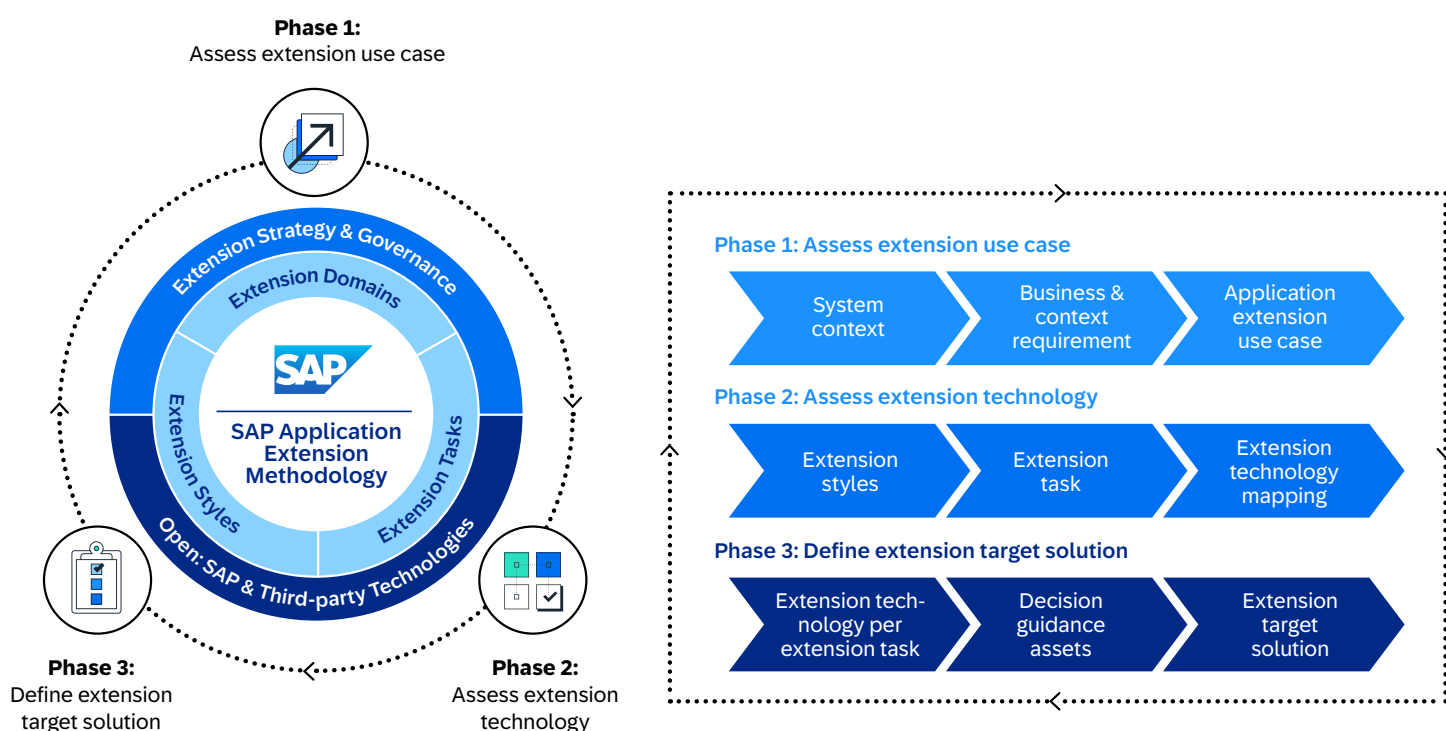 Phase 1:
Assess extension use case
Extension Strategy & Governance
Extension Domains
Extension Styles
Extension Tasks
Open: SAP & Third-party Technologies
SAP
SAP Application
Extension
Methodology
Phase 3:
Define extension
target solution
Phase 2:
Assess extension
technology
Phase 1: Assess extension use case
System
context
Business &
context
requirement
Application
extension
use case
Phase 2: Assess extension technology
Extension
styles
Extension
task
Extension
technology
mapping
Phase 3: Define extension target solution
Extension tech-
nology per
extension task
Decision
guidance
assets
Extension
target
solution